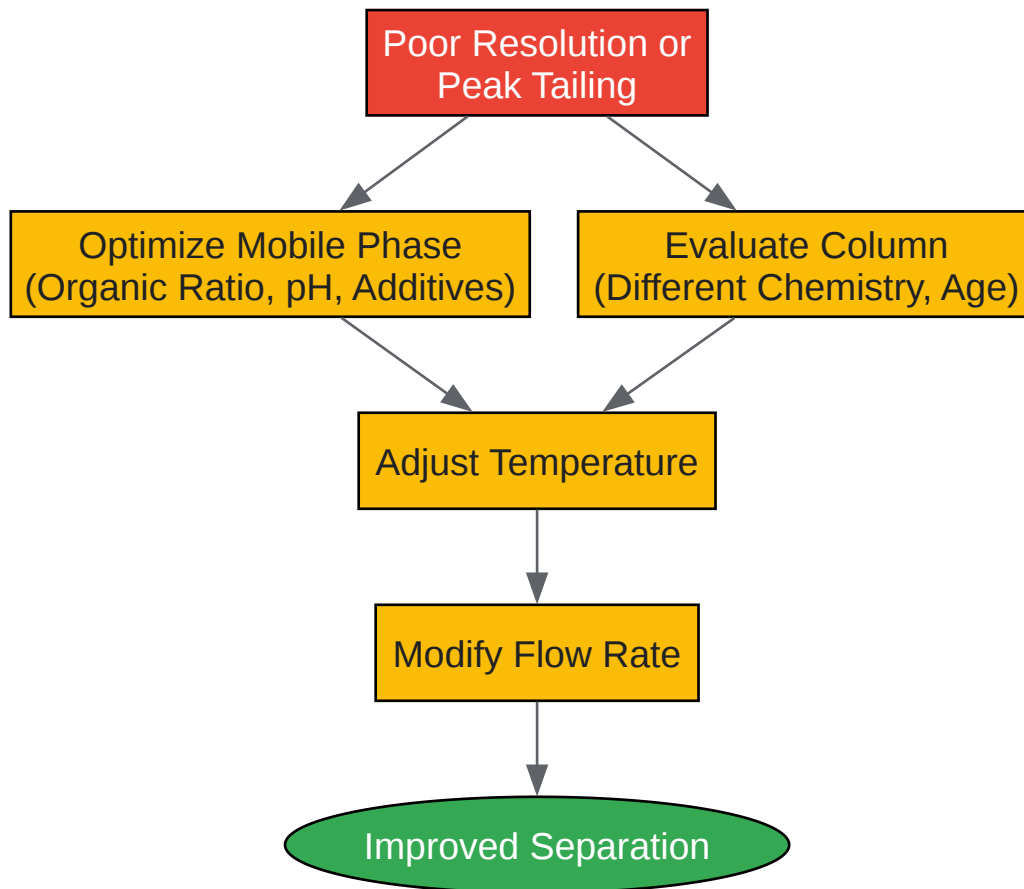 Poor Resolution or
Peak Tailing
Optimize Mobile Phase
(Organic Ratio, pH, Additives)
Evaluate Column
(Different Chemistry, Age)
Adjust Temperature
Modify Flow Rate
Improved Separation